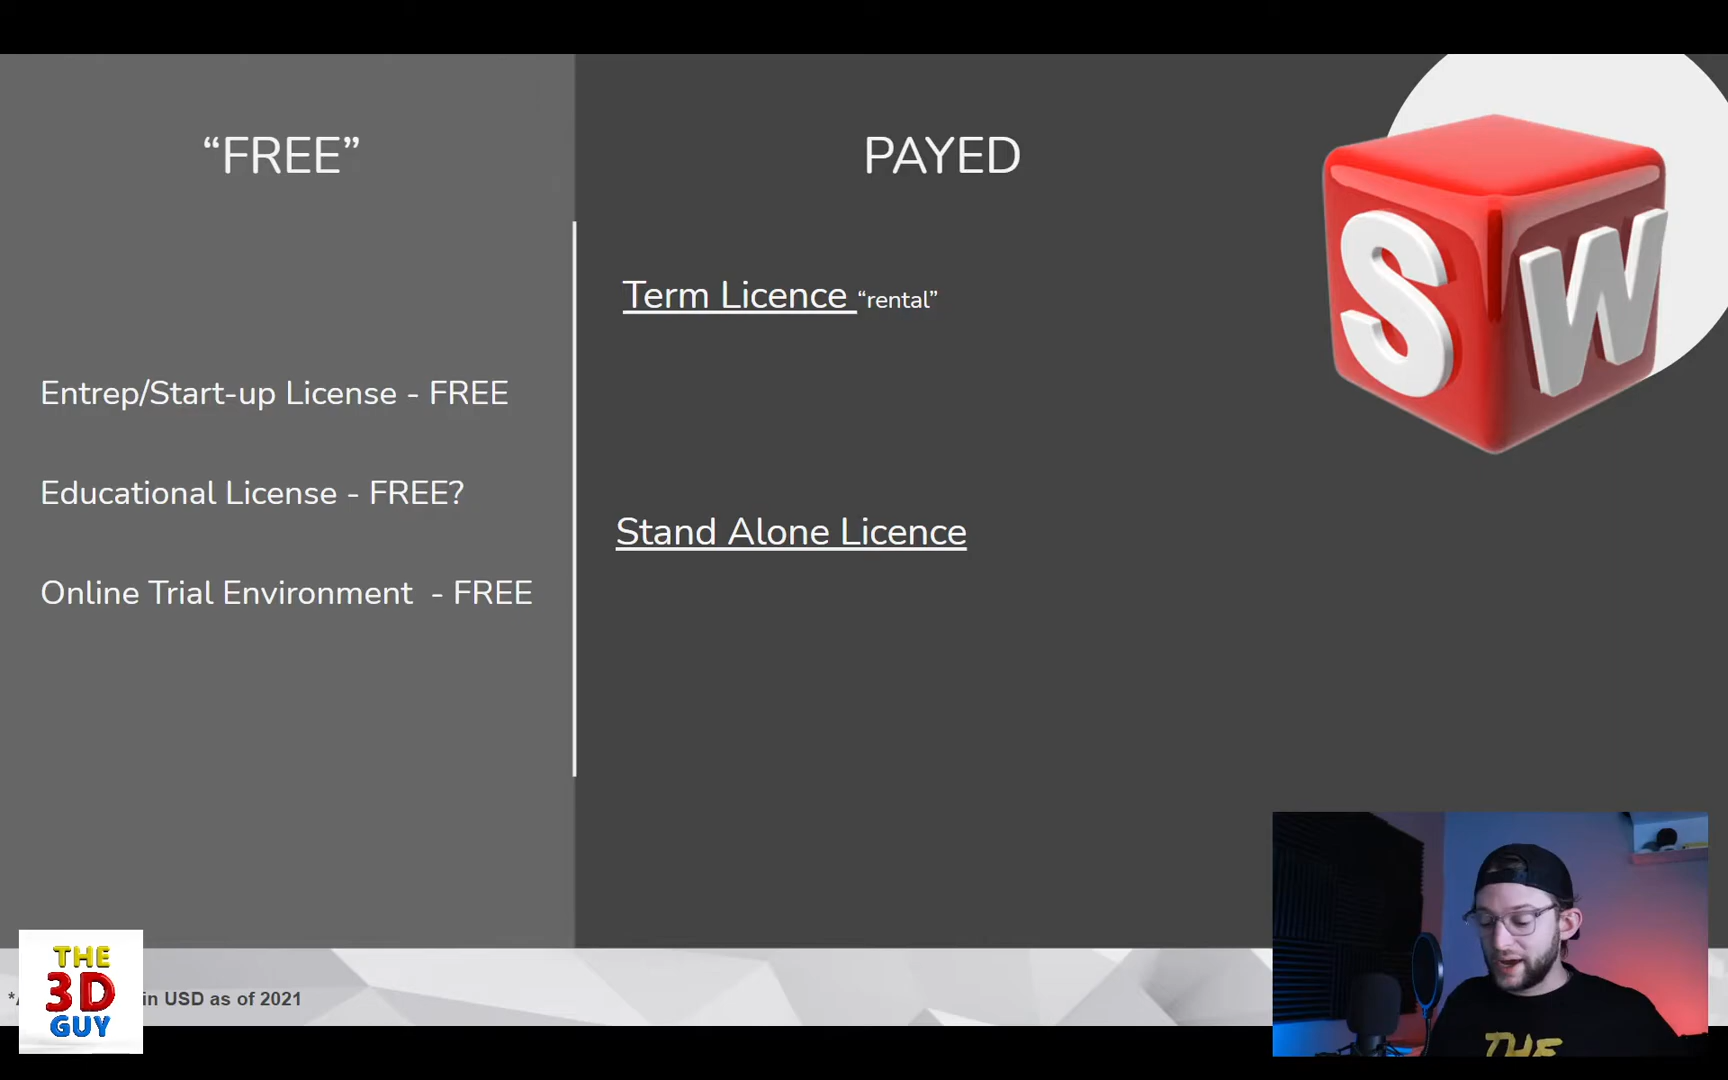 “FREE”
PAYED
Term Licence “rental”
Entrep/Start-up License - FREE
Educational License - FREE?
Stand Alone Licence
Online Trial Environment - FREE
S W
THE
3D
GUY
in USD as of 2021
THE